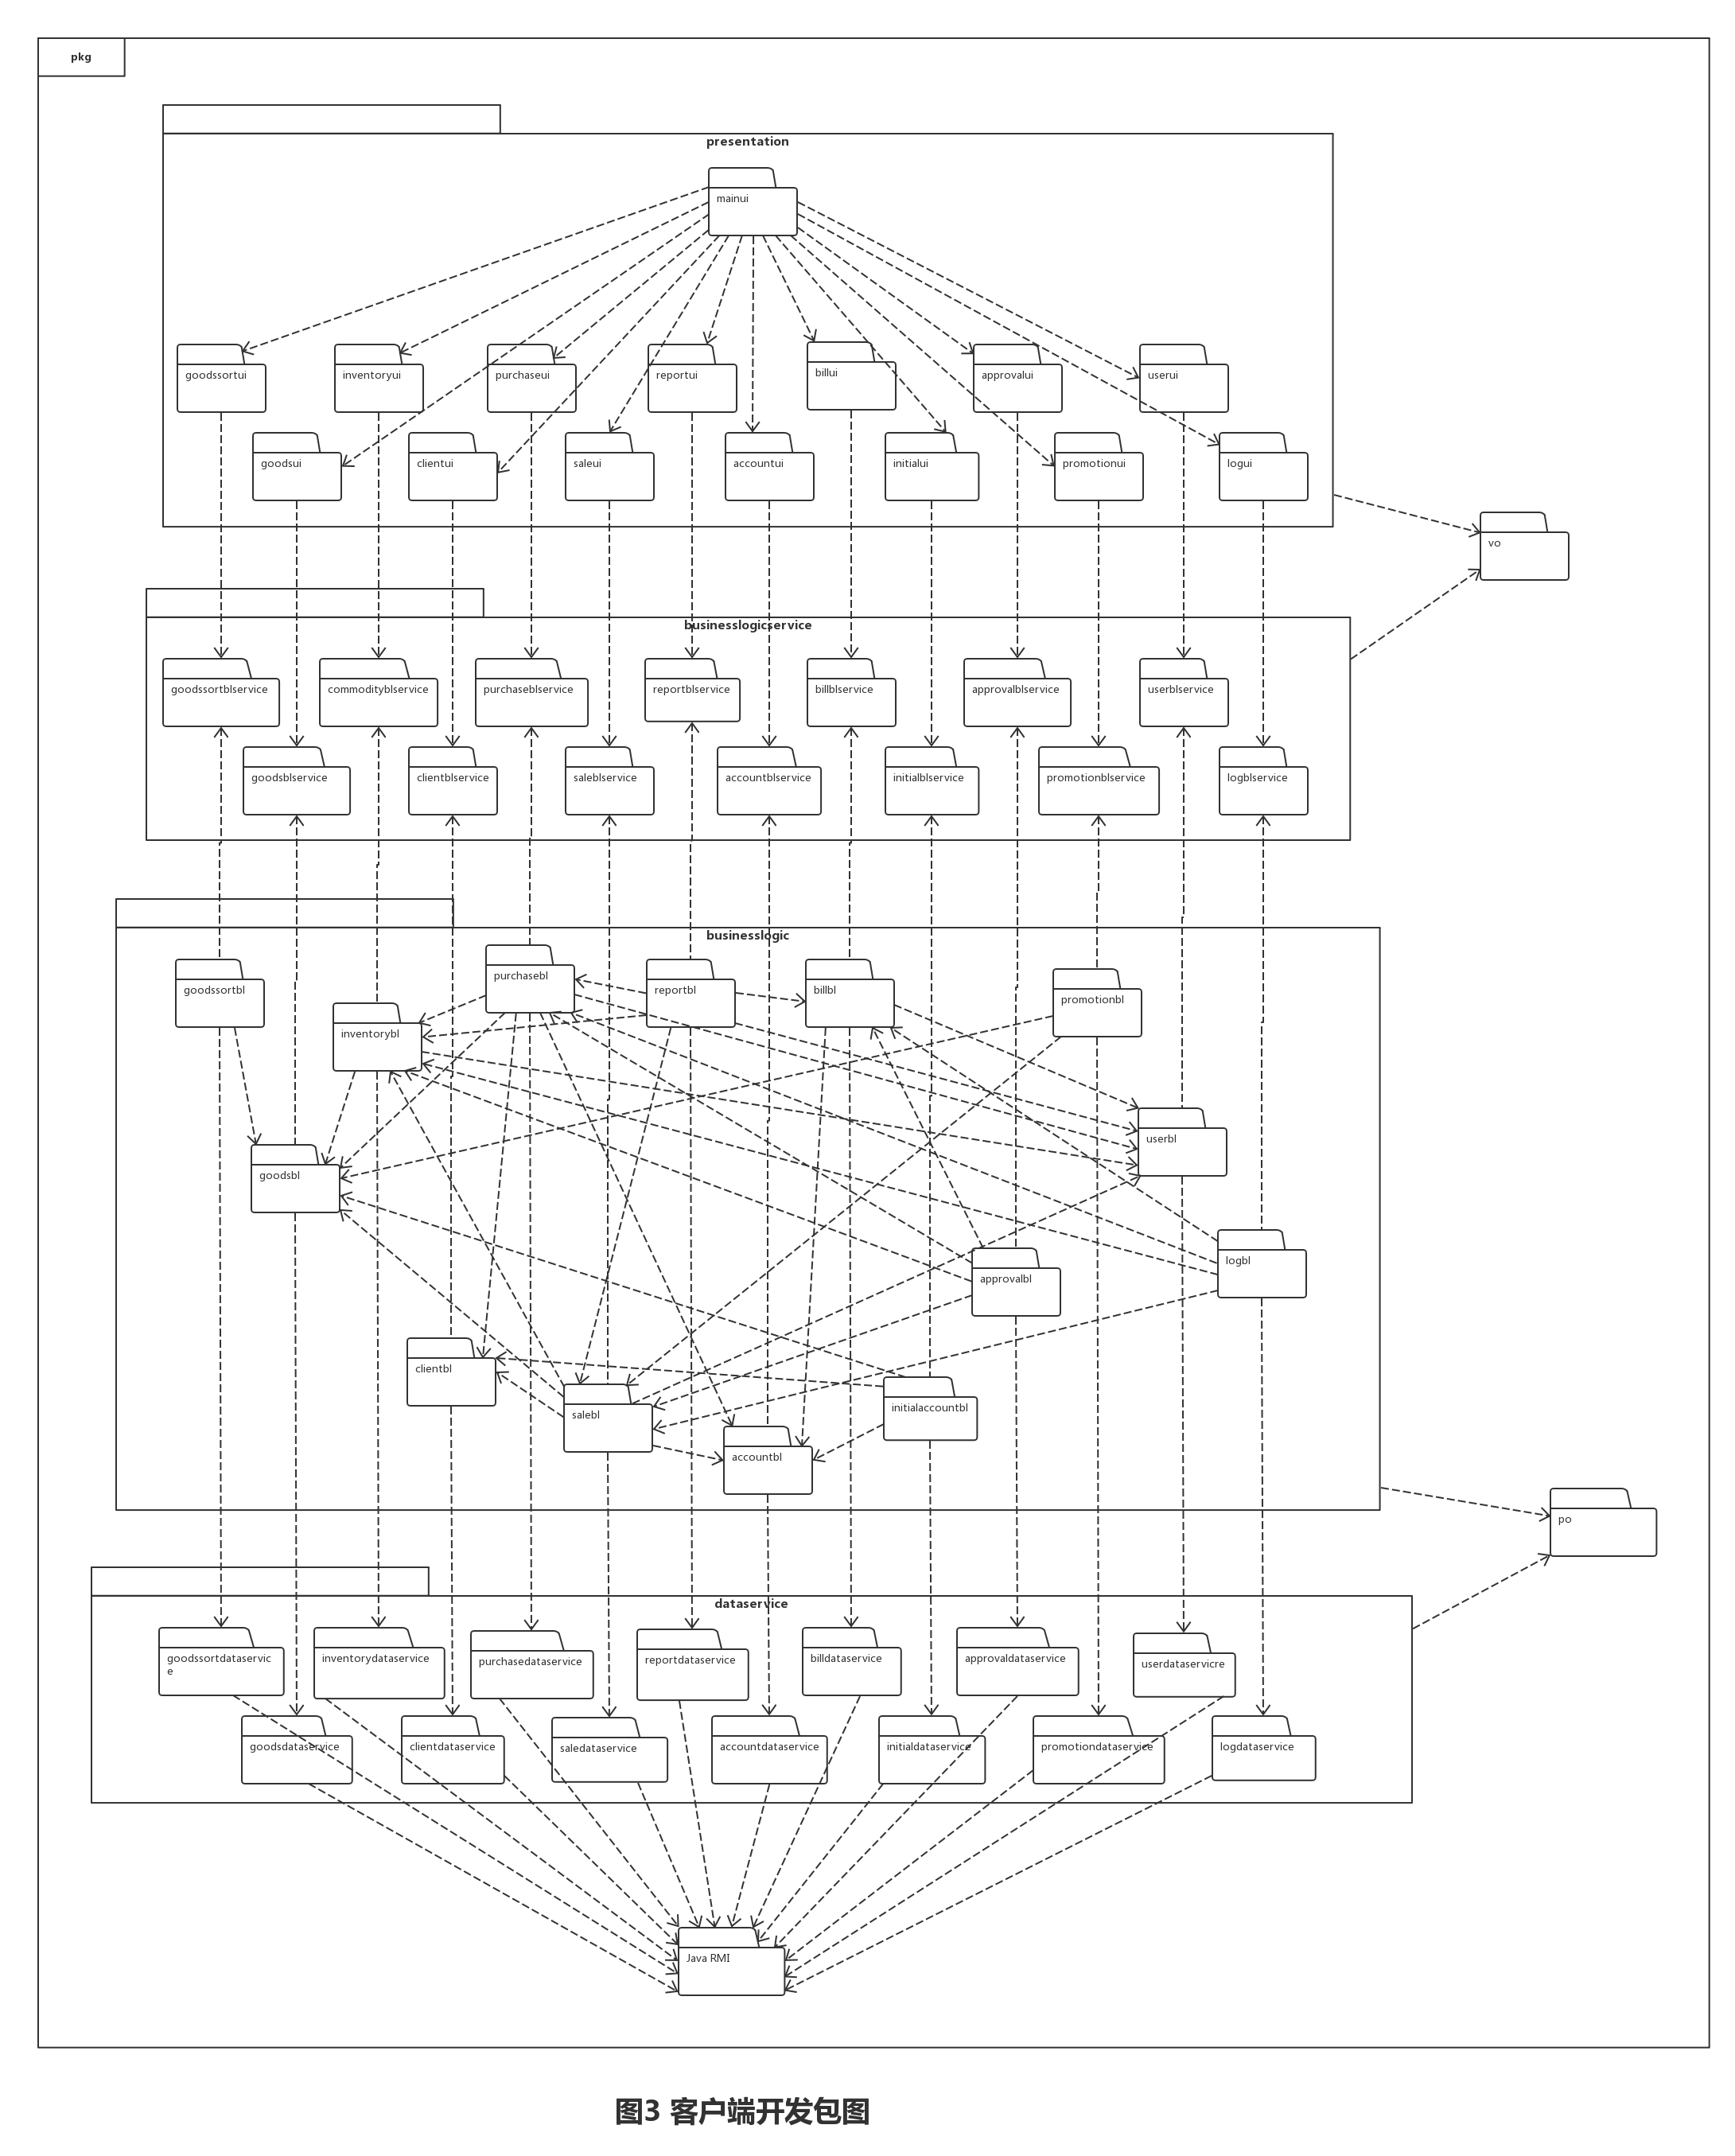 pkg
presentation
mainui
goodssortui
inventoryui
purchaseui
reportui
billui
approvalui
userui
goodsui
clientui
saleui
accountui
initialui
promotionui
logui
vo
businesslogicservice
goodssortblservice
commodityblservice
purchaseblservice
reportblservice
billblservice
approvalblservice
userblservice
goodsblservice
clientblservice
saleblservice
accountblservice
initialblservice
promotionblservice
logblservice
businesslogic
goodssortbl
purchasebl
reportbl
billbl
promotionbl
inventorybl
userbl
goodsbl
logbl
approvalbl
clientbl
salebl
initialaccountbl
accountbl
po
dataservice
goodssortdataservic
e
inventorydataservice
purchasedataservice
reportdataservice
billdataservice
approvaldataservice
userdataservicre
goodsdataservice
clientdataservice
saledataservice
accountdataservice
initialdataservice
promotiondataservice
logdataservice
Java RMI
图3 客户端开发包图